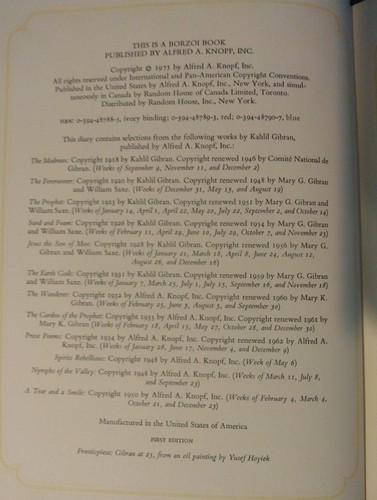 THIS IS A BORZOI BOOK
PUBLISHED BY ALFRED A. KNOPF, INC.
Copyright © 1973 by Alfred A. Knopf, Inc.
All rights reserved under International and Pan-American Copyright Conventions.
Published in the United States by Alfred A. Knopf, Inc., New York, and simul-
taneously in Canada by Random House of Canada Limited, Toronto.
Distributed by Random House, Inc., New York.
ISBN: 0-394-48788-5, ivory binding; 0-394-48789-3, red; 0-394-48790-7, blue
This diary contains selections from the following works by Kahlil Gibran,
published by Alfred A. Knopf, Inc.:
The Madman: Copyright 1918 by Kahlil Gibran. Copyright renewed 1946 by Comité National de
Gibran. (Weeks of September 9, November 11, and December 2)
The Forerunner: Copyright 1920 by Kahlil Gibran. Copyright renewed 1948 by Mary G. Gibran
and William Saxe. (Weeks of December 31, May 13, and August 19)
The Prophet: Copyright 1923 by Kahlil Gibran. Copyright renewed 1951 by Mary G. Gibran and
William Saxe. (Weeks of January 14, April 1, April 22, May 20, July 22, September 2, and October 14)
Sand and Foam: Copyright 1926 by Kahlil Gibran. Copyright renewed 1954 by Mary G. Gibran
and William Saxe. (Weeks of February 11, April 29, June 10, July 29, October 7, and November 25)
Jesus the Son of Man: Copyright 1928 by Kahlil Gibran. Copyright renewed 1956 by Mary G.
Gibran and William Saxe. (Weeks of January 21, March 18, April 8, June 24, August 12,
August 26, and December 16)
The Earth Gods: Copyright 1931 by Kahlil Gibran. Copyright renewed 1959 by Mary G. Gibran
and William Saxe. (Weeks of January 7, March 25, July 1, July 15, September 16, and November 18)
The Wanderer: Copyright 1932 by Alfred A. Knopf, Inc. Copyright renewed 1960 by Mary K.
Gibran. (Weeks of February 25, June 3, August 5, and September 30)
The Garden of the Prophet: Copyright 1933 by Alfred A. Knopf, Inc. Copyright renewed 1961 by
Mary K. Gibran (Weeks of February 18, April 15, May 27, October 28, and December 30)
Prose Poems: Copyright 1934 by Alfred A. Knopf, Inc. Copyright renewed 1962 by Alfred A.
Knopf, Inc. (Weeks of January 28, June 17, November 4, and December 9)
Spirits Rebellious: Copyright 1948 by Alfred A. Knopf, Inc. (Week of May 6)
Nymphs of the Valley: Copyright 1948 by Alfred A. Knopf, Inc. (Weeks of March 11, July 8,
and September 23)
A Tear and a Smile: Copyright 1950 by Alfred A. Knopf, Inc. (Weeks of February 4, March 4,
October 21, and December 23)
Manufactured in the United States of America
FIRST EDITION
Frontispiece: Gibran at 25, from an oil painting by Yusef Hoyiek